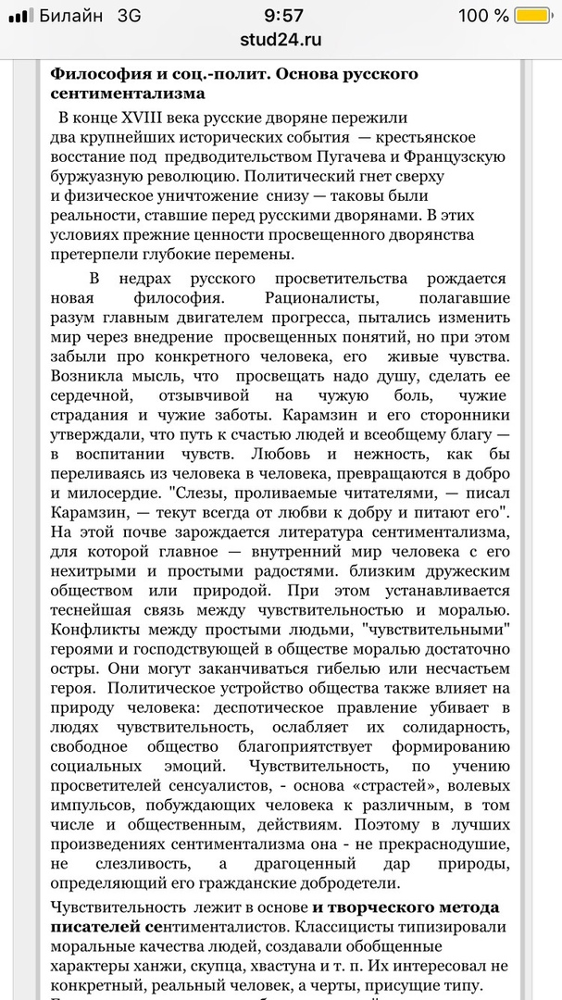 Билайн 3G 9:57 100 %
stud24.ru
Философия и соц.-полит. Основа русского
сентиментализма
В конце XVIII века русские дворяне пережили
два крупнейших исторических события — крестьянское
восстание под предводительством Пугачева и Французскую
буржуазную революцию. Политический гнет сверху
и физическое уничтожение снизу — таковы были
реальности, ставшие перед русскими дворянами. В этих
условиях прежние ценности просвещенного дворянства
претерпели глубокие перемены.
В недрах русского просветительства рождается
новая философия. Рационалисты, полагавшие
разум главным двигателем прогресса, пытались изменить
мир через внедрение просвещенных понятий, но при этом
забыли про конкретного человека, его живые чувства.
Возникла мысль, что просвещать надо душу, сделать ее
сердечной, отзывчивой на чужую боль, чужие
страдания и чужие заботы. Карамзин и его сторонники
утверждали, что путь к счастью людей и всеобщему благу —
в воспитании чувств. Любовь и нежность, как бы
переливаясь из человека в человека, превращаются в добро
и милосердие. "Слезы, проливаемые читателями, — писал
Карамзин, — текут всегда от любви к добру и питают его".
На этой почве зарождается литература сентиментализма,
для которой главное — внутренний мир человека с его
нехитрыми и простыми радостями. близким дружеским
обществом или природой. При этом устанавливается
теснейшая связь между чувствительностью и моралью.
Конфликты между простыми людьми, "чувствительными"
героями и господствующей в обществе моралью достаточно
остры. Они могут заканчиваться гибелью или несчастьем
героя. Политическое устройство общества также влияет на
природу человека: деспотическое правление убивает в
людях чувствительность, ослабляет их солидарность,
свободное общество благоприятствует формированию
социальных эмоций. Чувствительность, по учению
просветителей сенсуалистов, - основа «страстей», волевых
импульсов, побуждающих человека к различным, в том
числе и общественным, действиям. Поэтому в лучших
произведениях сентиментализма она - не прекраснодушие,
не слезливость, а драгоценный дар природы,
определяющий его гражданские добродетели.
Чувствительность лежит в основе и творческого метода
писателей сентименталистов. Классицисты типизировали
моральные качества людей, создавали обобщенные
характеры ханжи, скупца, хвастуна и т. п. Их интересовал не
конкретный, реальный человек, а черты, присущие типу.